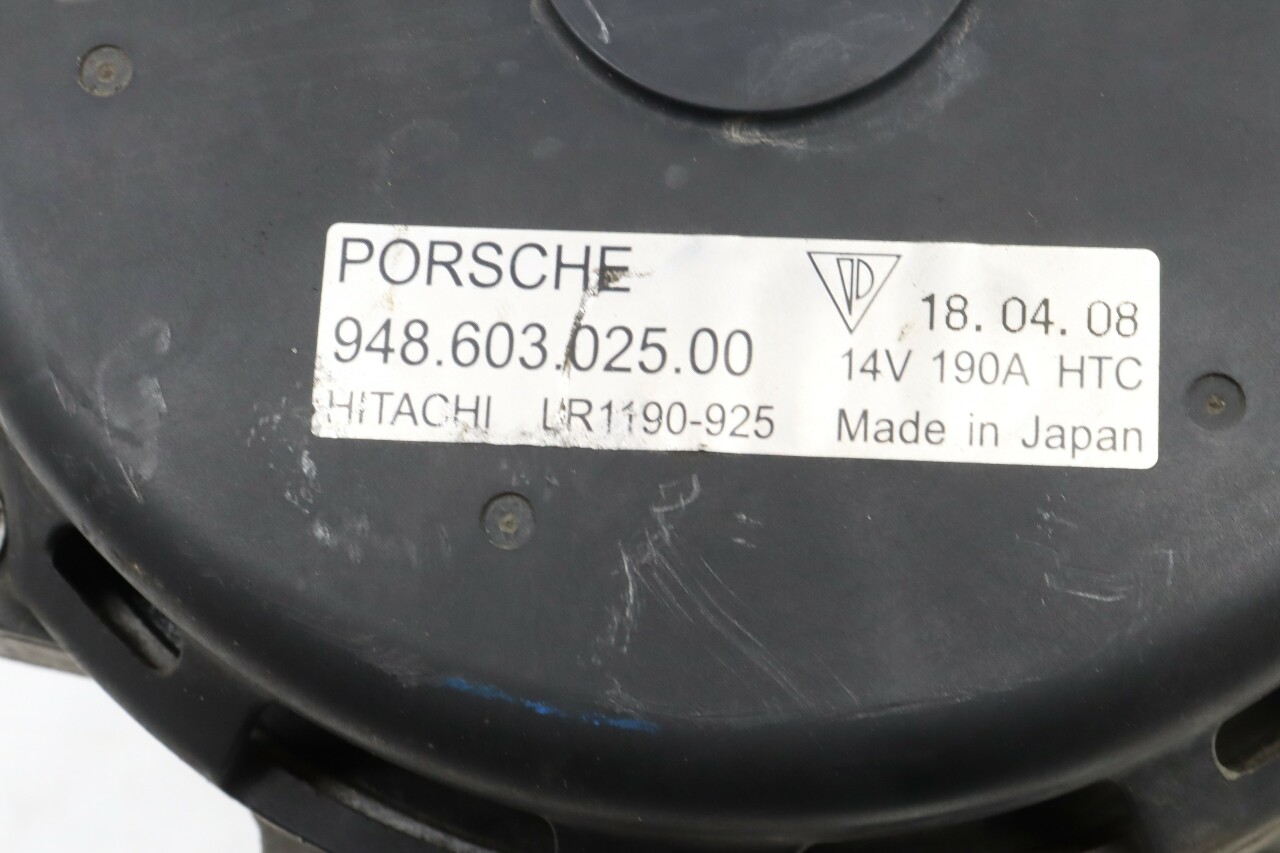 PORSCHE
18. 04. 08
948.603.025.00
14V 190A HTC
HITACHI LR1190-925
Made in Japan